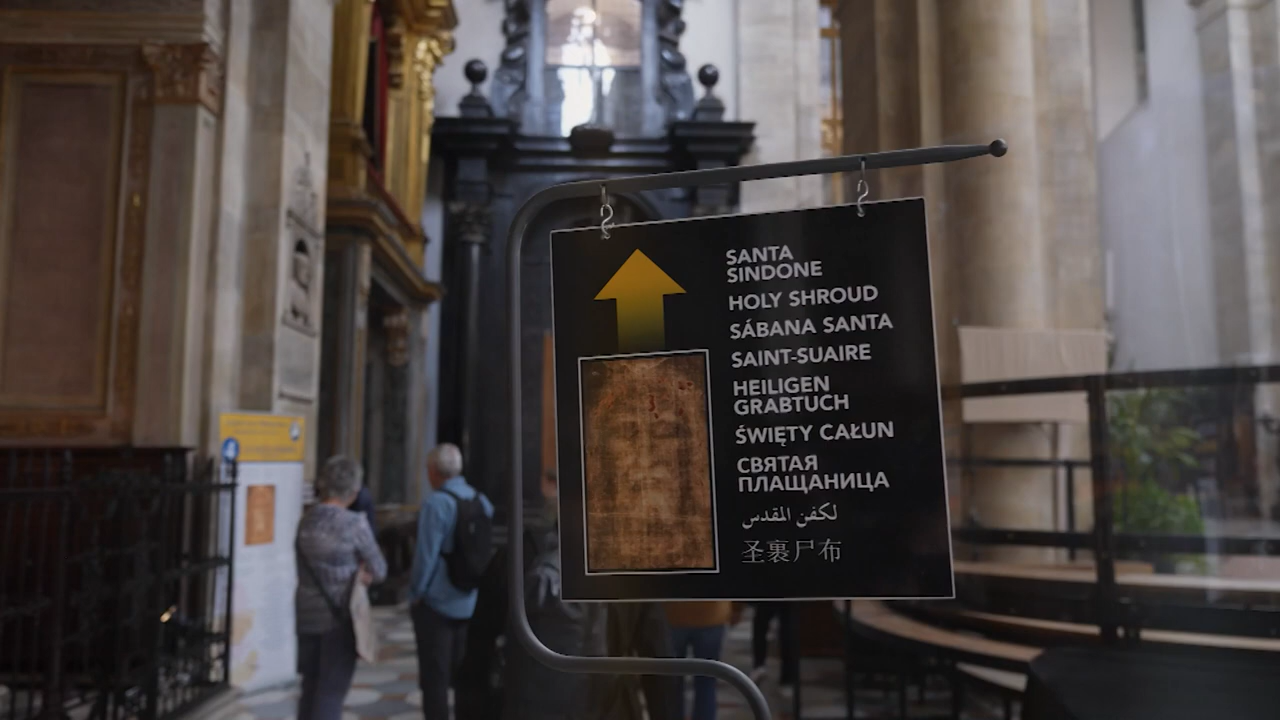 SANTA
SINDONE
HOLY SHROUD
SÁBANA SANTA
SAINT-SUAIRE
HEILIGEN
GRABTUCH
ŚWIĘTY CAŁUN
СВЯТАЯ
ПЛАЩАНИЦА
لكفن المقدس
圣裹尸布